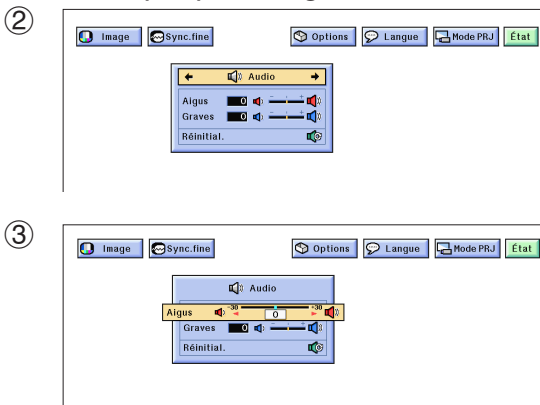 ②
Image Sync.fine Options Langue Mode PRJ État
Audio
Aigus 0 - +
Graves 0 - +
Réinitial.
③
Image Sync.fine Options Langue Mode PRJ État
Audio
Aigus -30 0 +30
Graves 0 - +
Réinitial.